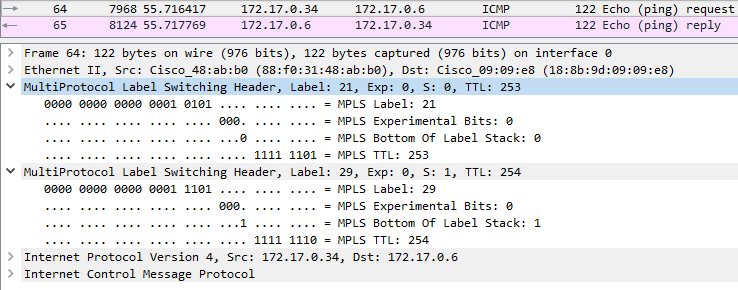 64 7968 55.716417 172.17.0.34 172.17.0.6 ICMP 122 Echo (ping) request
65 8124 55.717769 172.17.0.6 172.17.0.34 ICMP 122 Echo (ping) reply
Frame 64: 122 bytes on wire (976 bits), 122 bytes captured (976 bits) on interface 0
Ethernet II, Src: Cisco_48:ab:b0 (88:f0:31:48:ab:b0), Dst: Cisco_09:09:e8 (18:8b:9d:09:09:e8)
MultiProtocol Label Switching Header, Label: 21, Exp: 0, S: 0, TTL: 253
0000 0000 0000 0001 0101 .... .... .... = MPLS Label: 21
.... .... .... .... .... 000. .... .... = MPLS Experimental Bits: 0
.... .... .... .... .... ...0 .... .... = MPLS Bottom Of Label Stack: 0
.... .... .... .... .... .... 1111 1101 = MPLS TTL: 253
MultiProtocol Label Switching Header, Label: 29, Exp: 0, S: 1, TTL: 254
0000 0000 0000 0001 1101 .... .... .... = MPLS Label: 29
.... .... .... .... .... 000. .... .... = MPLS Experimental Bits: 0
.... .... .... .... .... ...1 .... .... = MPLS Bottom Of Label Stack: 1
.... .... .... .... .... .... 1111 1110 = MPLS TTL: 254
Internet Protocol Version 4, Src: 172.17.0.34, Dst: 172.17.0.6
Internet Control Message Protocol